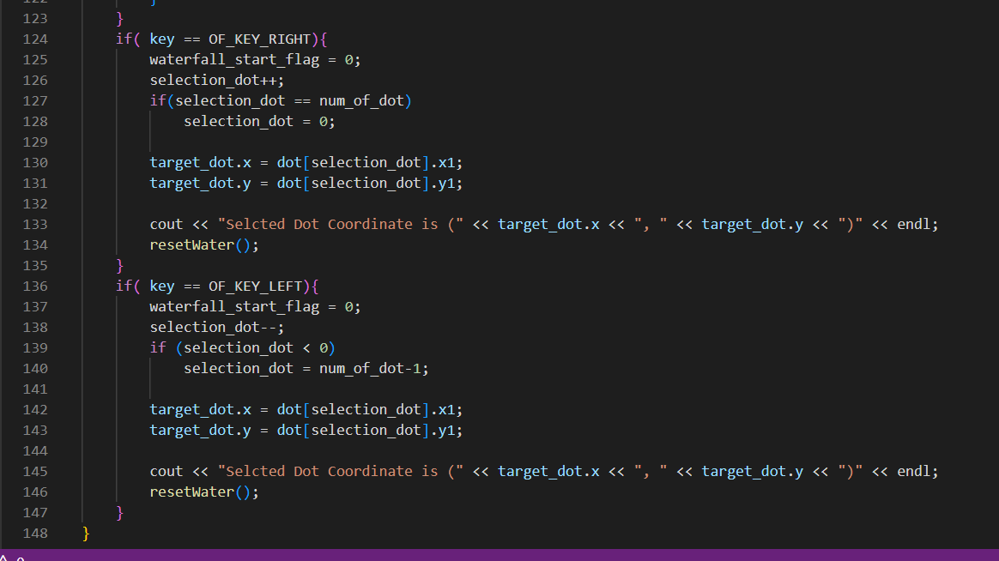 122 }
123 }
124 if( key == OF_KEY_RIGHT){
125 waterfall_start_flag = 0;
126 selection_dot++;
127 if(selection_dot == num_of_dot)
128 selection_dot = 0;
129
130 target_dot.x = dot[selection_dot].x1;
131 target_dot.y = dot[selection_dot].y1;
132
133 cout << "Selcted Dot Coordinate is (" << target_dot.x << ", " << target_dot.y << ")" << endl;
134 resetWater();
135 }
136 if( key == OF_KEY_LEFT){
137 waterfall_start_flag = 0;
138 selection_dot--;
139 if (selection_dot < 0)
140 selection_dot = num_of_dot-1;
141
142 target_dot.x = dot[selection_dot].x1;
143 target_dot.y = dot[selection_dot].y1;
144
145 cout << "Selcted Dot Coordinate is (" << target_dot.x << ", " << target_dot.y << ")" << endl;
146 resetWater();
147 }
148 }